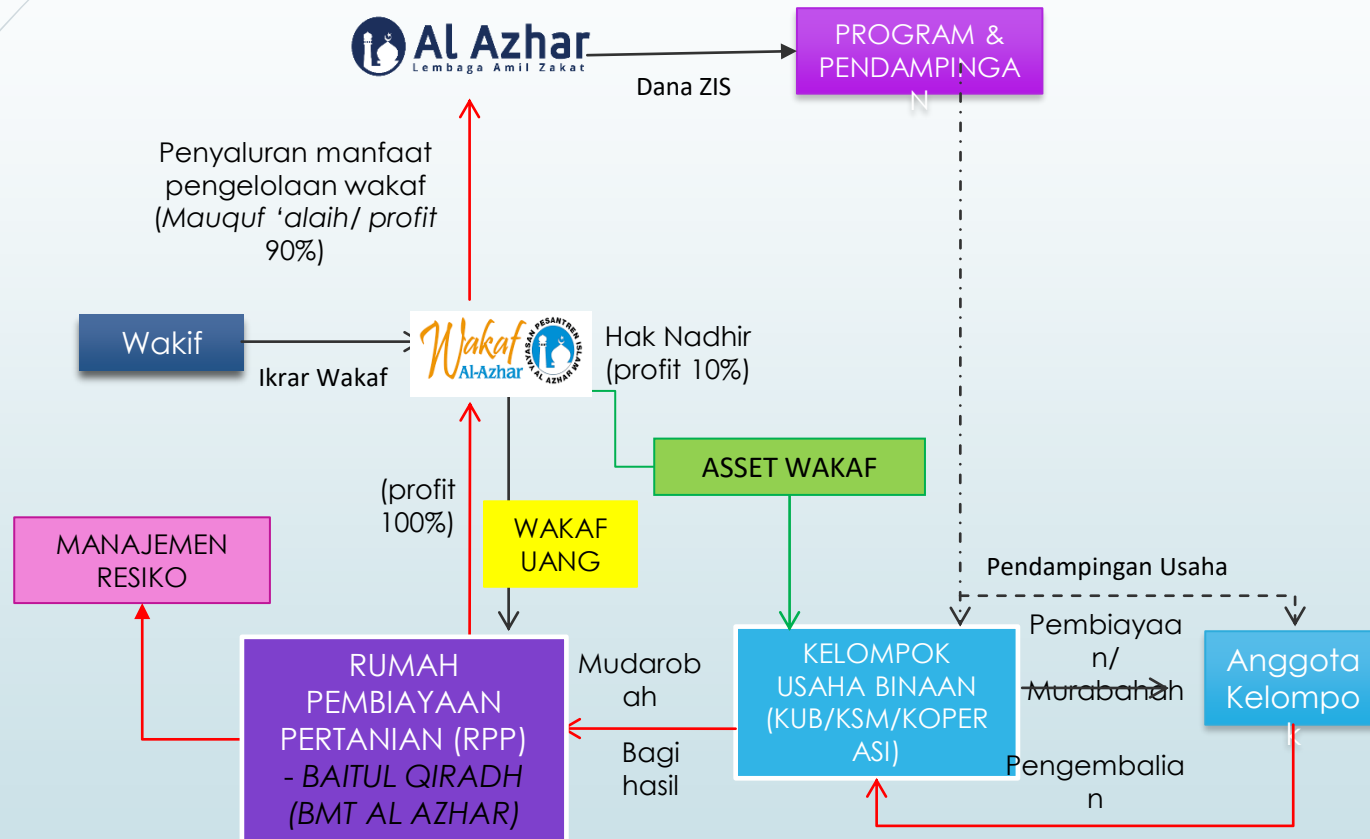 Al Azhar
Lembaga Amil Zakat
PROGRAM &
PENDAMPINGA
N
Dana ZIS
Penyaluran manfaat
pengelolaan wakaf
(Mauquf ‘alaih/ profit
90%)
Wakif
Ikrar Wakaf
Wakaf
Al-Azhar
YAYASAN PESANTREN ISLAM
AL AZHAR
Hak Nadhir
(profit 10%)
ASSET WAKAF
(profit
100%)
WAKAF
UANG
MANAJEMEN
RESIKO
Pendampingan Usaha
RUMAH
PEMBIAYAAN
PERTANIAN (RPP)
- BAITUL QIRADH
(BMT AL AZHAR)
Mudarob
ah
Bagi
hasil
KELOMPOK
USAHA BINAAN
(KUB/KSM/KOPER
ASI)
Pembiayaa
n/
Murabahah
Anggota
Kelompo
k
Pengembalia
n